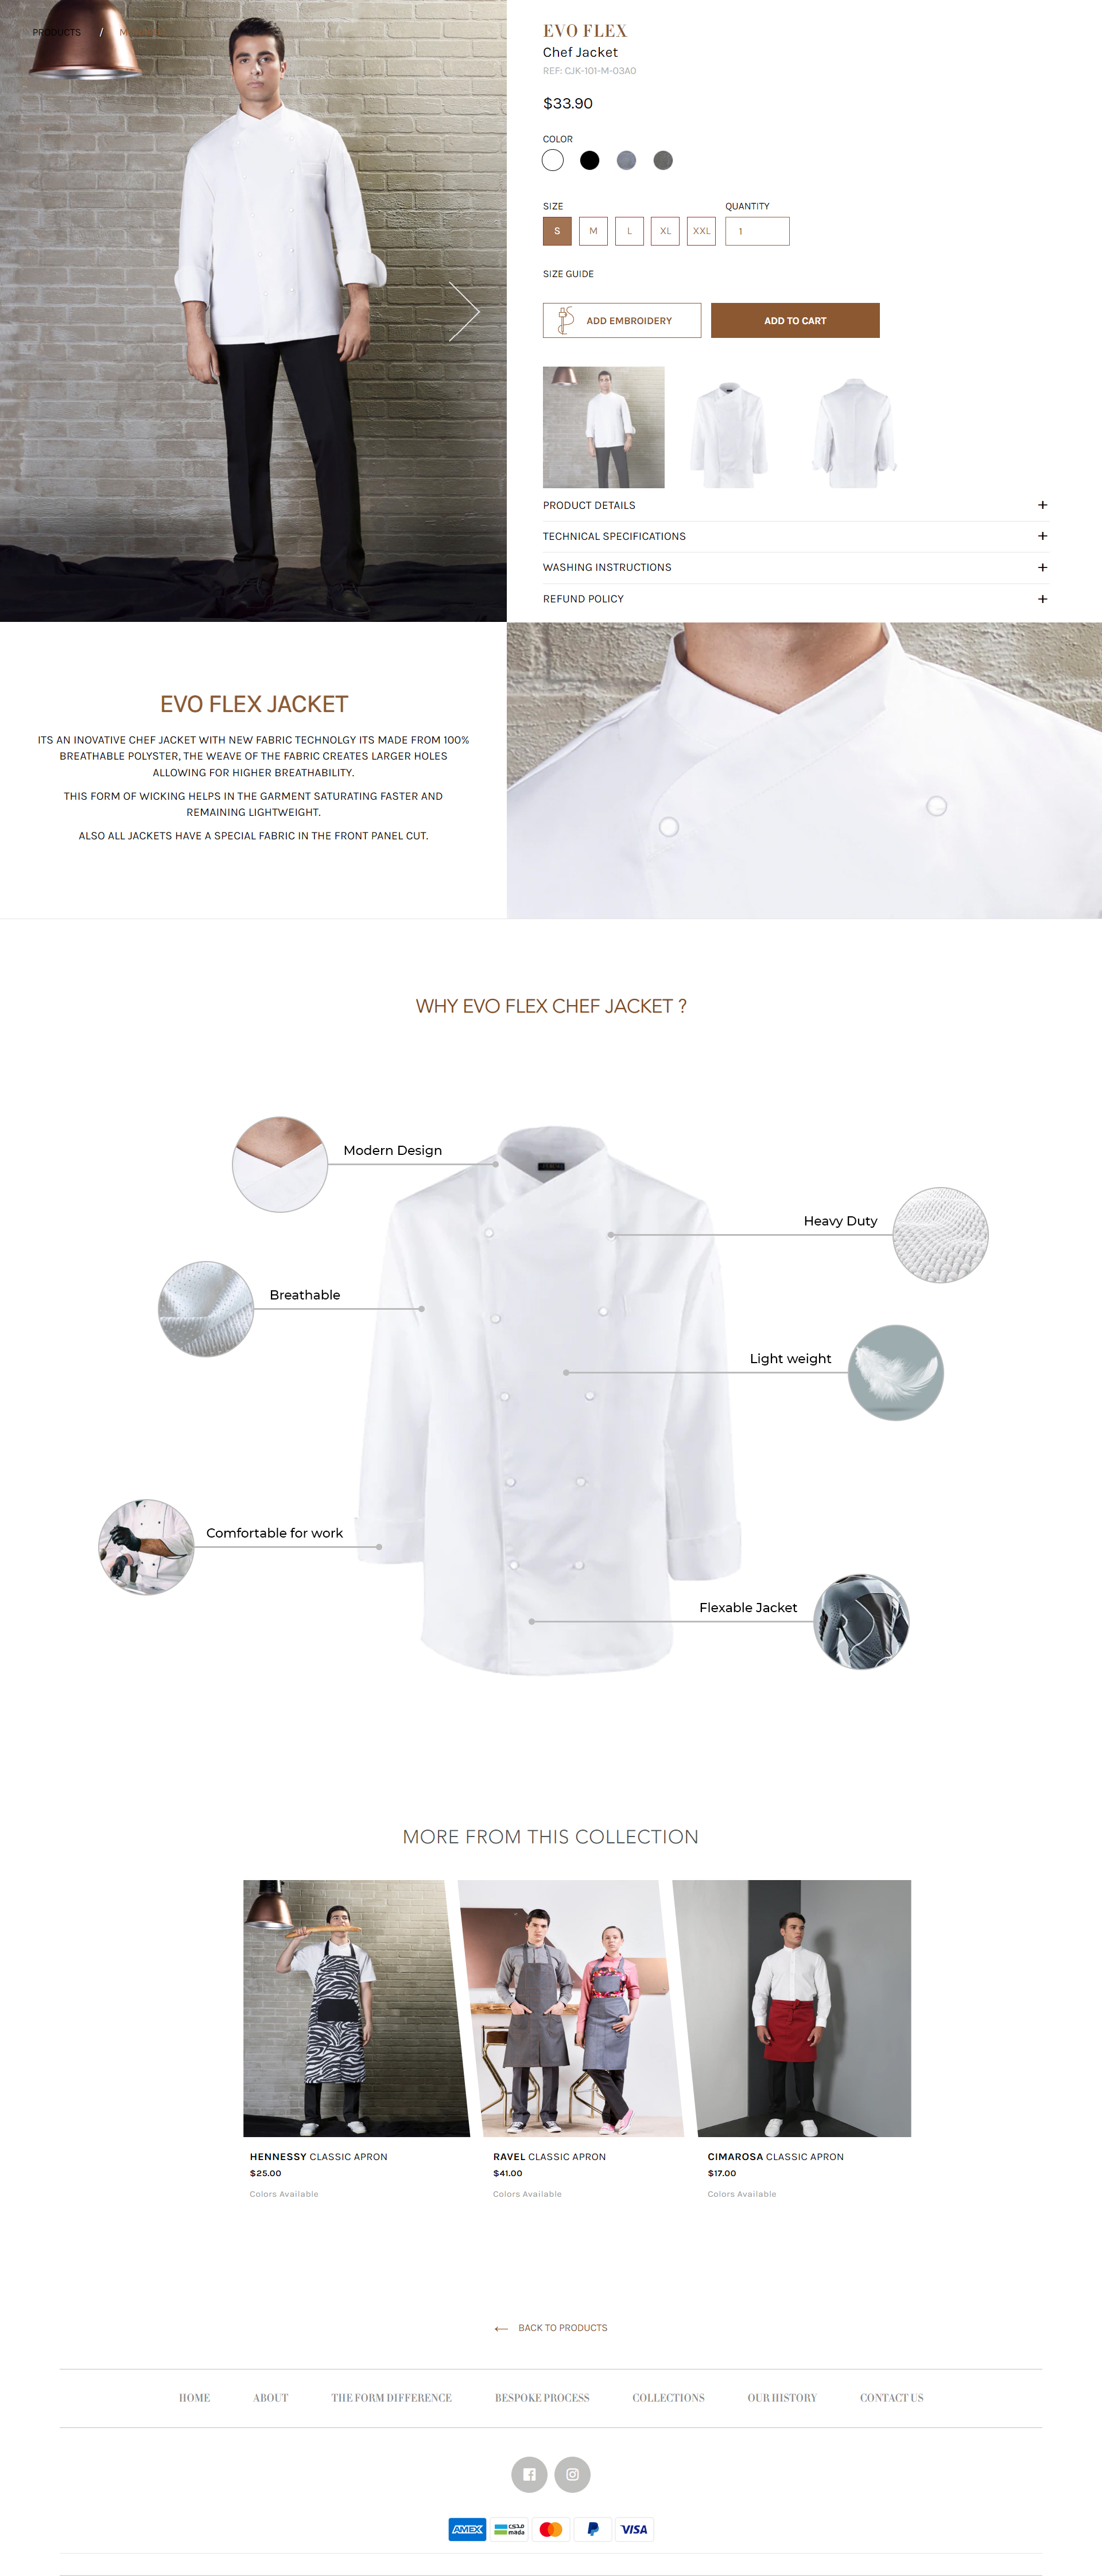 PRODUCTS /
EVO FLEX
Chef Jacket
REF: CJK-101-M-03A0
$33.90
COLOR
SIZE QUANTITY
S M L XL XXL 1
SIZE GUIDE
ADD EMBROIDERY ADD TO CART
PRODUCT DETAILS +
TECHNICAL SPECIFICATIONS +
WASHING INSTRUCTIONS +
REFUND POLICY +
EVO FLEX JACKET
ITS AN INOVATIVE CHEF JACKET WITH NEW FABRIC TECHNOLGY ITS MADE FROM 100%
BREATHABLE POLYSTER, THE WEAVE OF THE FABRIC CREATES LARGER HOLES
ALLOWING FOR HIGHER BREATHABILITY.
THIS FORM OF WICKING HELPS IN THE GARMENT SATURATING FASTER AND
REMAINING LIGHTWEIGHT.
ALSO ALL JACKETS HAVE A SPECIAL FABRIC IN THE FRONT PANEL CUT.
WHY EVO FLEX CHEF JACKET ?
Modern Design
Heavy Duty
Breathable
Light weight
Comfortable for work
Flexable Jacket
MORE FROM THIS COLLECTION
HENNESSY CLASSIC APRON
$25.00
Colors Available
RAVEL CLASSIC APRON
$41.00
Colors Available
CIMAROSA CLASSIC APRON
$17.00
Colors Available
← BACK TO PRODUCTS
HOME ABOUT THE FORM DIFFERENCE BESPOKE PROCESS COLLECTIONS OUR HISTORY CONTACT US
AMEX مدى mada VISA